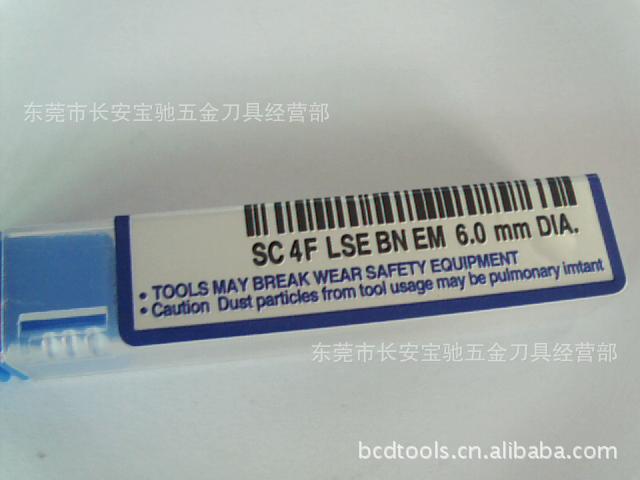 东莞市长安宝驰五金刀具经营部
SC 4F LSE BN EM 6.0 mm DIA.
• TOOLS MAY BREAK WEAR SAFETY EQUIPMENT
• Caution Dust particles from tool usage may be pulmonary imtant
东莞市长安宝驰五金刀具经营部
bcdtools.cn.alibaba.com